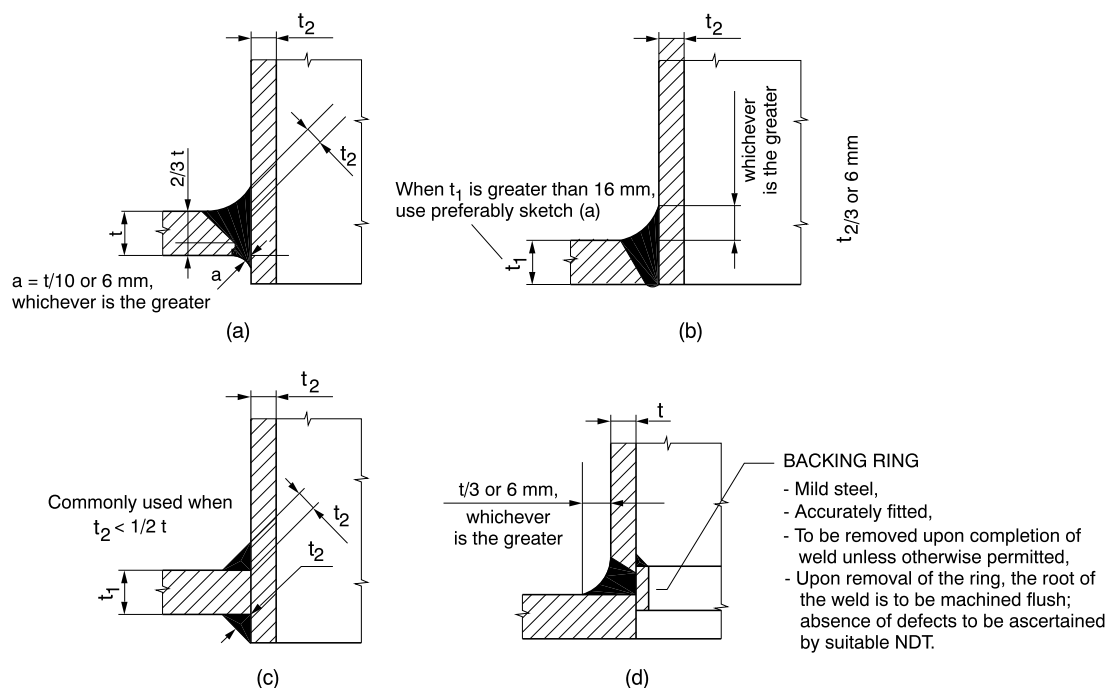 t2
t2
2/3 t
t
a
a = t/10 or 6 mm,
whichever is the greater
(a)
t2
When t1 is greater than 16 mm,
use preferably sketch (a)
t1
whichever
is the greater
t2/3 or 6 mm
(b)
t2
Commonly used when
t2 < 1/2 t
t2
t2
t1
(c)
t
t/3 or 6 mm,
whichever
is the greater
(d)
BACKING RING
- Mild steel,
- Accurately fitted,
- To be removed upon completion of
weld unless otherwise permitted,
- Upon removal of the ring, the root of
the weld is to be machined flush;
absence of defects to be ascertained
by suitable NDT.